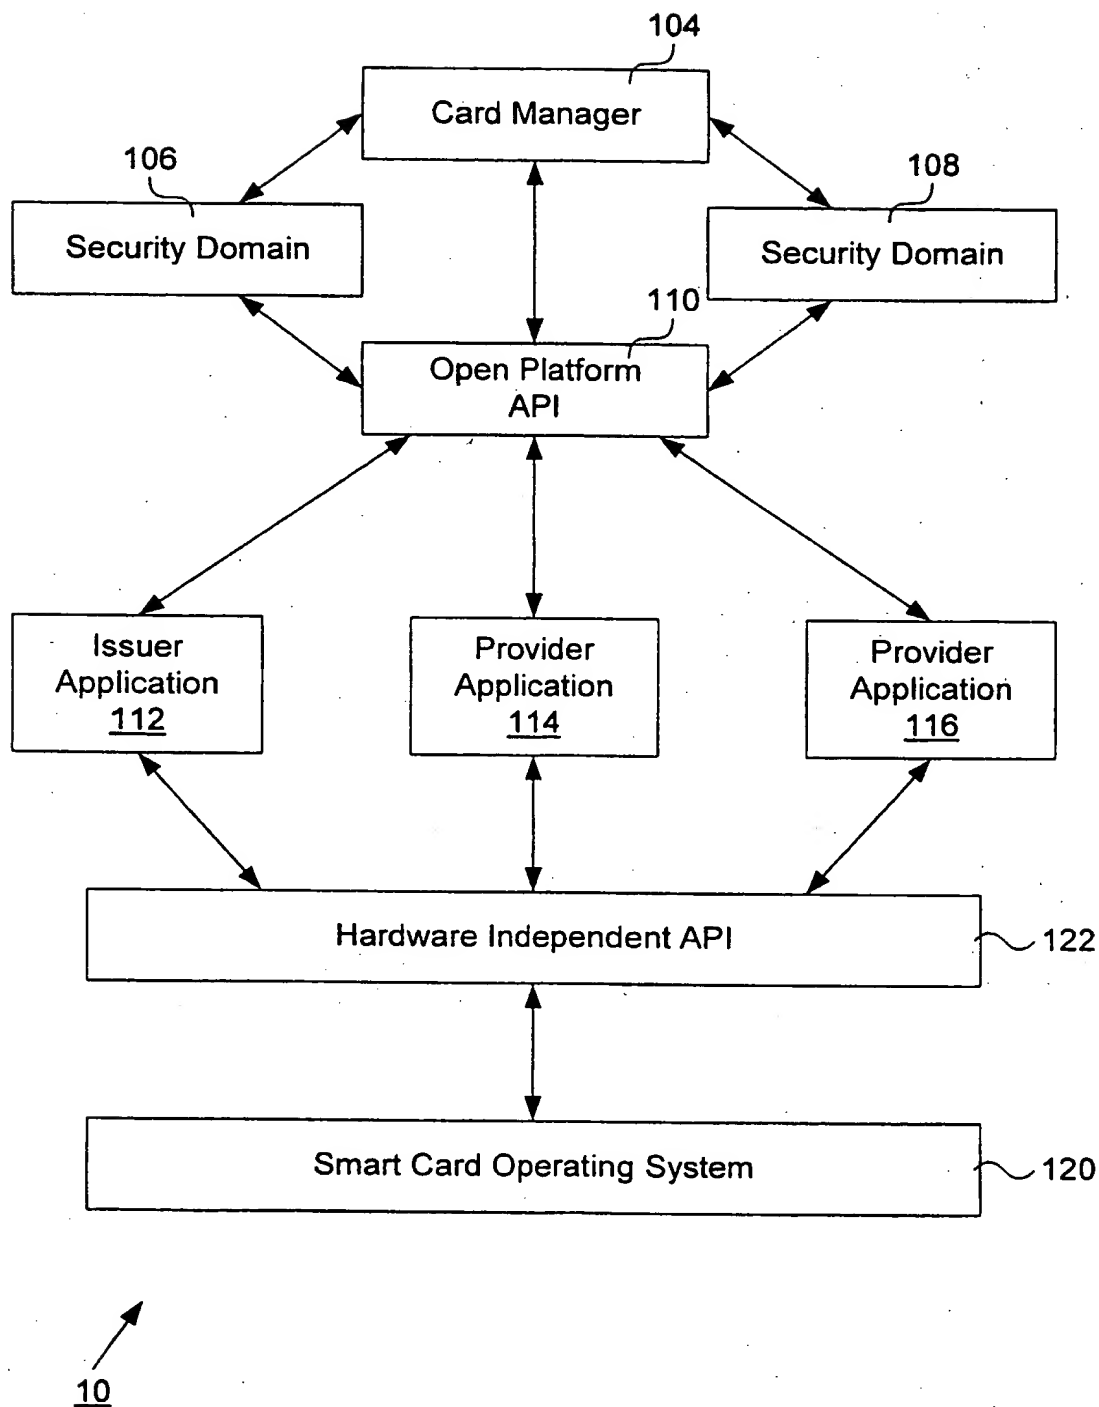 104
Card Manager
106
Security Domain
108
Security Domain
110
Open Platform
API
Issuer
Application
112
Provider
Application
114
Provider
Application
116
Hardware Independent API
122
Smart Card Operating System
120
10